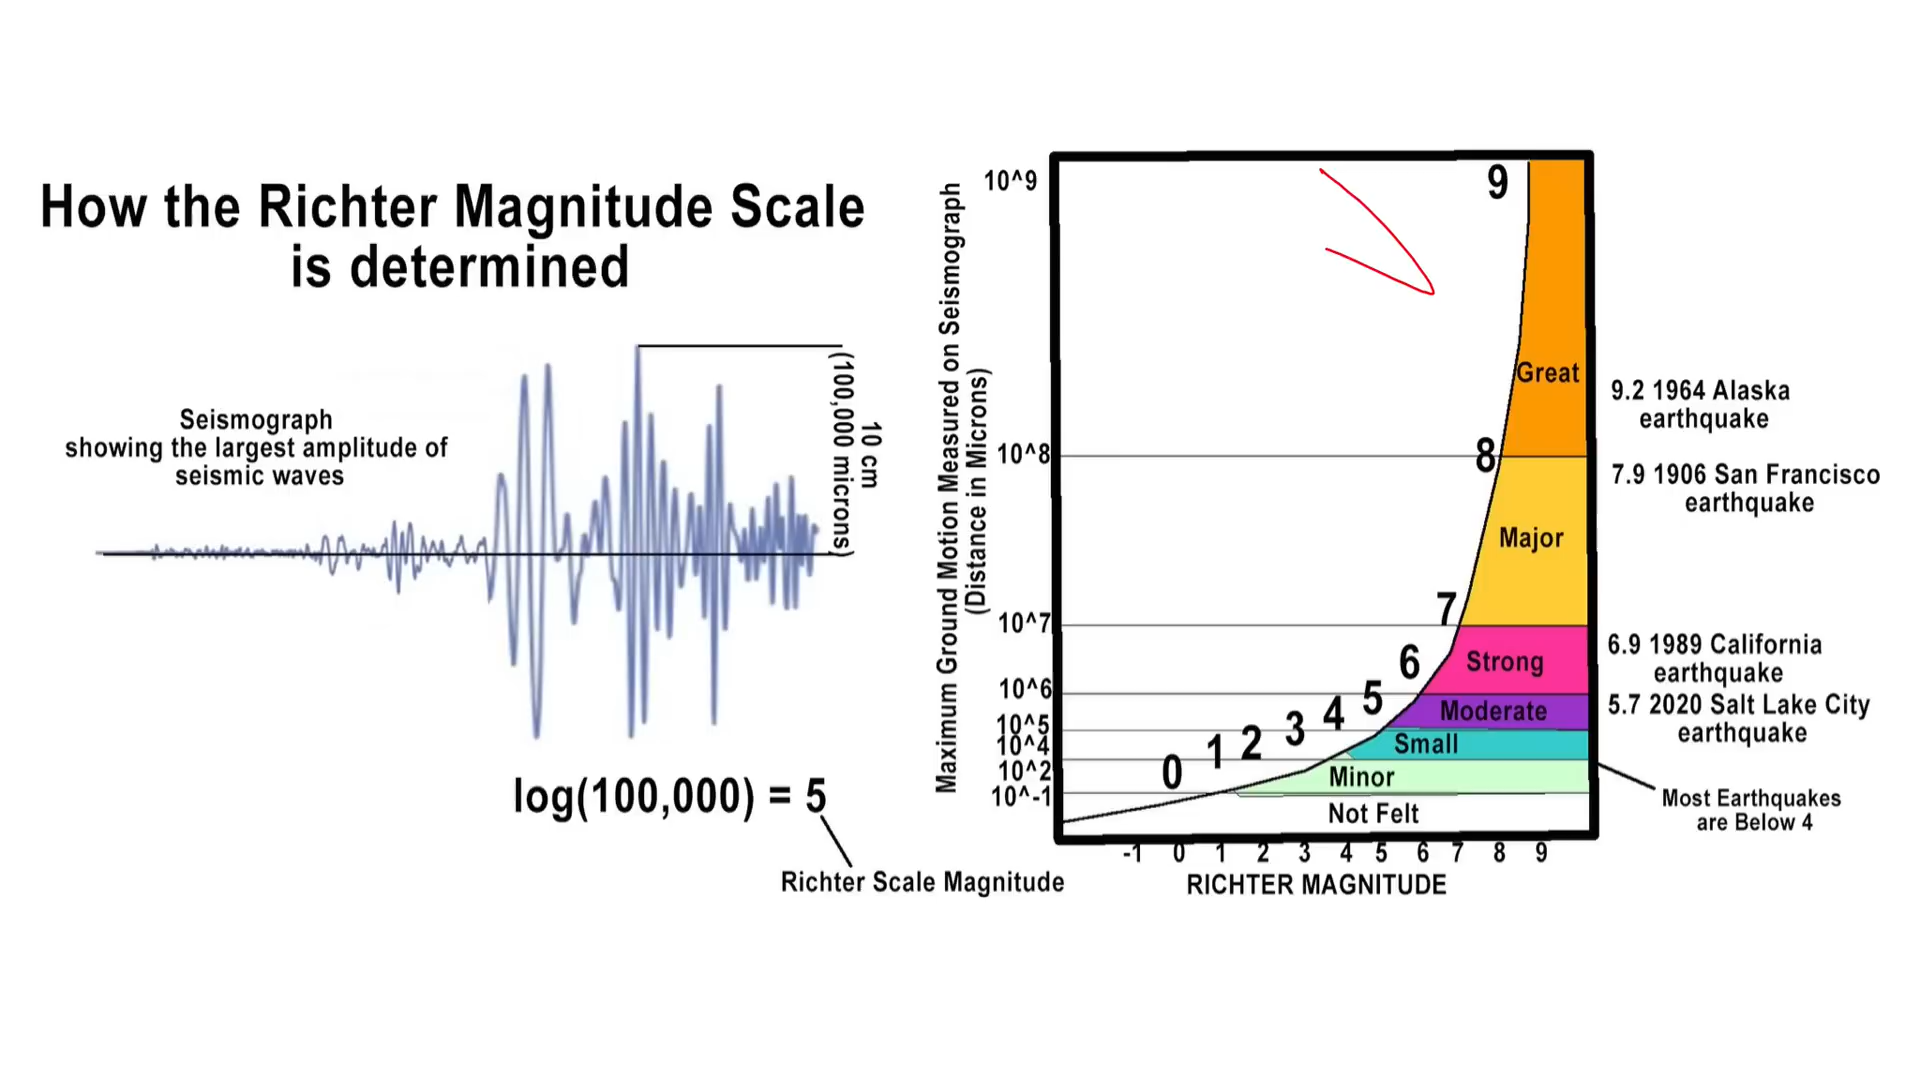 How the Richter Magnitude Scale
is determined
Seismograph
showing the largest amplitude of
seismic waves
10 cm
(100,000 microns)
log(100,000) = 5
Richter Scale Magnitude
Maximum Ground Motion Measured on Seismograph
(Distance in Microns)
10^9
10^8
10^7
10^6
10^5
10^4
10^2
10^-1
9
8
7
6
5
4
3
2
1
0
Great
Major
Strong
Moderate
Small
Minor
Not Felt
-1 0 1 2 3 4 5 6 7 8 9
RICHTER MAGNITUDE
9.2 1964 Alaska
earthquake
7.9 1906 San Francisco
earthquake
6.9 1989 California
earthquake
5.7 2020 Salt Lake City
earthquake
Most Earthquakes
are Below 4